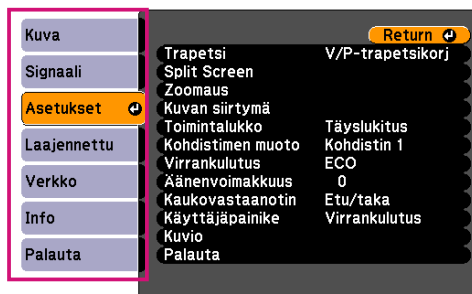 Kuva
Signaali
Asetukset
Laajennettu
Verkko
Info
Palauta
Return
Trapetsi V/P-trapetsikorj
Split Screen
Zoomaus
Kuvan siirtymä
Toimintalukko Täyslukitus
Kohdistimen muoto Kohdistin 1
Virrankulutus ECO
Äänenvoimakkuus 0
Kaukovastaanotin Etu/taka
Käyttäjäpainike Virrankulutus
Kuvio
Palauta